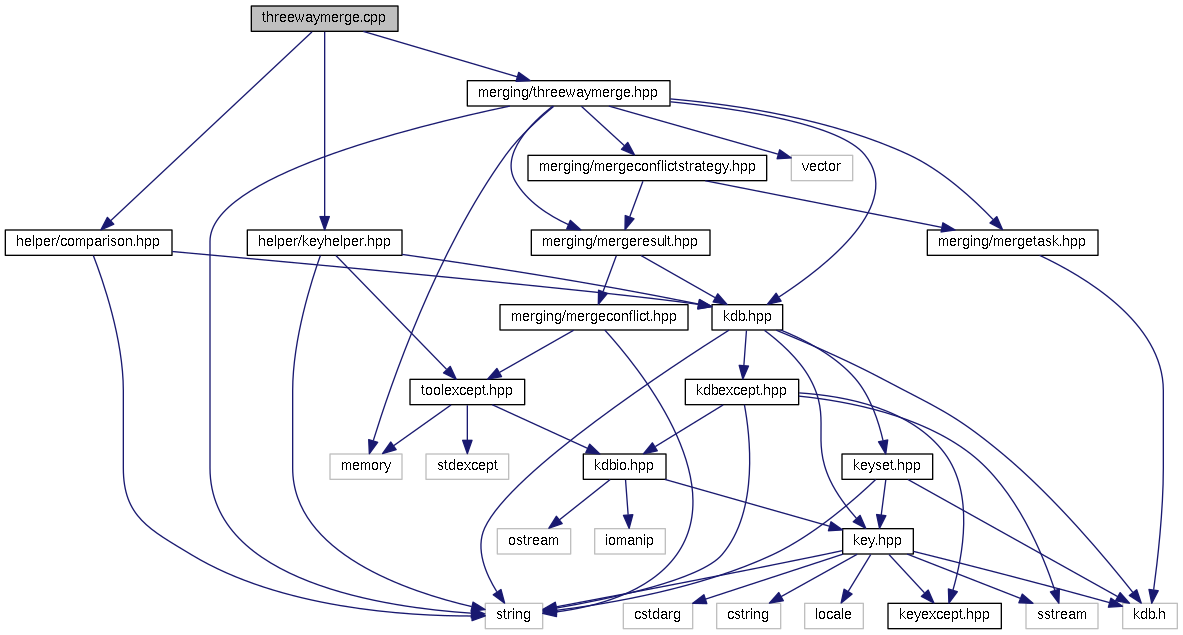 threewaymerge.cpp
merging/threewaymerge.hpp
merging/mergeconflictstrategy.hpp
vector
helper/comparison.hpp
helper/keyhelper.hpp
merging/mergeresult.hpp
merging/mergetask.hpp
merging/mergeconflict.hpp
kdb.hpp
toolexcept.hpp
kdbexcept.hpp
memory
stdexcept
kdbio.hpp
keyset.hpp
ostream
iomanip
key.hpp
string
cstdarg
cstring
locale
keyexcept.hpp
sstream
kdb.h